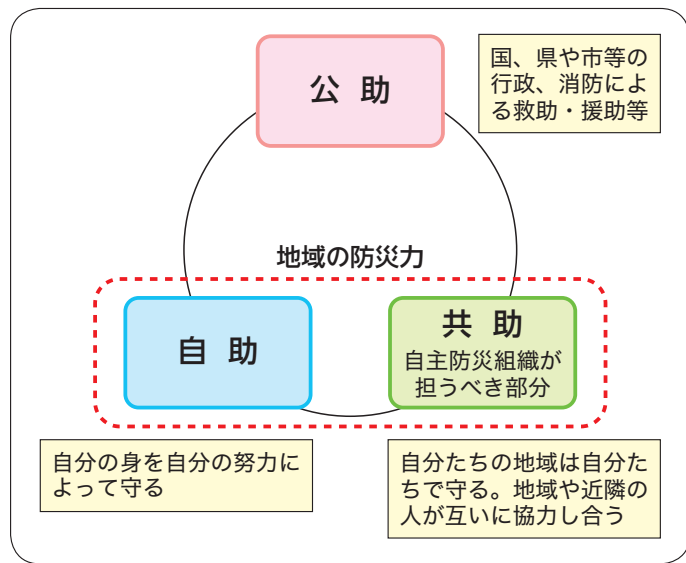 公 助
国、県や市等の
行政、消防によ
る救助・援助等
地域の防災力
自 助
共 助
自主防災組織が
担うべき部分
自分の身を自分の努力に
よって守る
自分たちの地域は自分た
ちで守る。地域や近隣の
人が互いに協力し合う